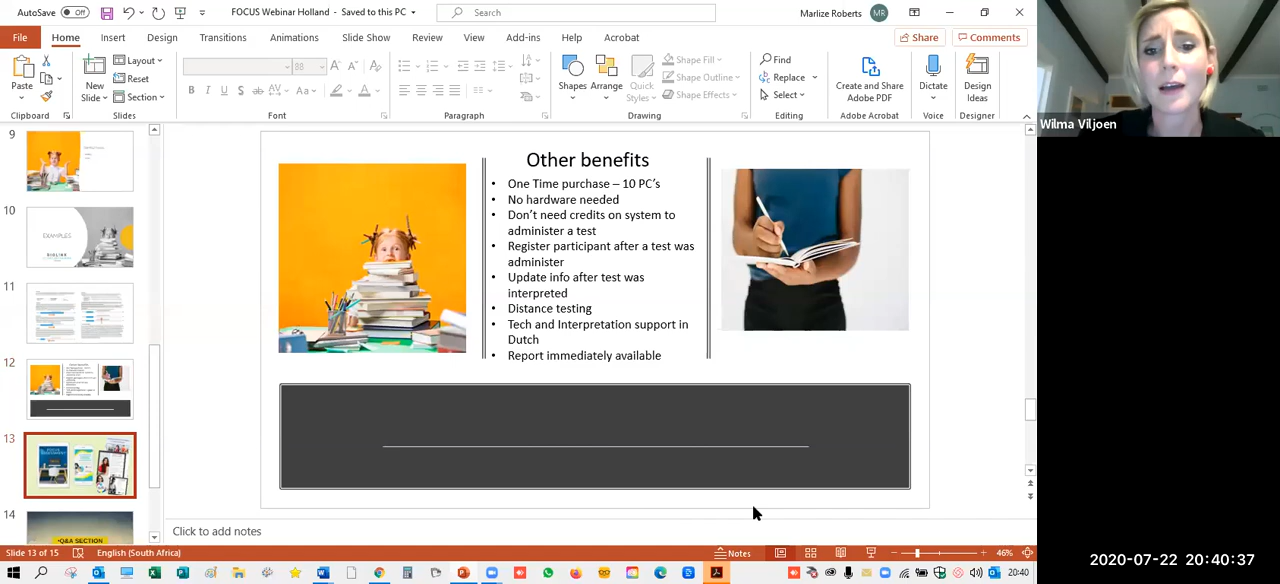 AutoSave Off FOCUS Webinar Holland - Saved to this PC Search Marlize Roberts MR
File Home Insert Design Transitions Animations Slide Show Review View Add-ins Help Acrobat Share Comments
Paste New Slide Layout Reset Section 88 Shapes Arrange Quick Styles Shape Fill Shape Outline Shape Effects Find Replace Select Create and Share Adobe PDF Dictate Design Ideas
Clipboard Slides Font Paragraph Drawing Editing Adobe Acrobat Voice Designer
Wilma Viljoen
9
10
EXAMPLES
11
12
13
14
•Q&A SECTION
Other benefits
• One Time purchase – 10 PC's
• No hardware needed
• Don't need credits on system to
administer a test
• Register participant after a test was
administer
• Update info after test was
interpreted
• Distance testing
• Tech and Interpretation support in
Dutch
• Report immediately available
Click to add notes
Slide 13 of 15 English (South Africa) Notes 46%
2020-07-22 20:40:37
20:40